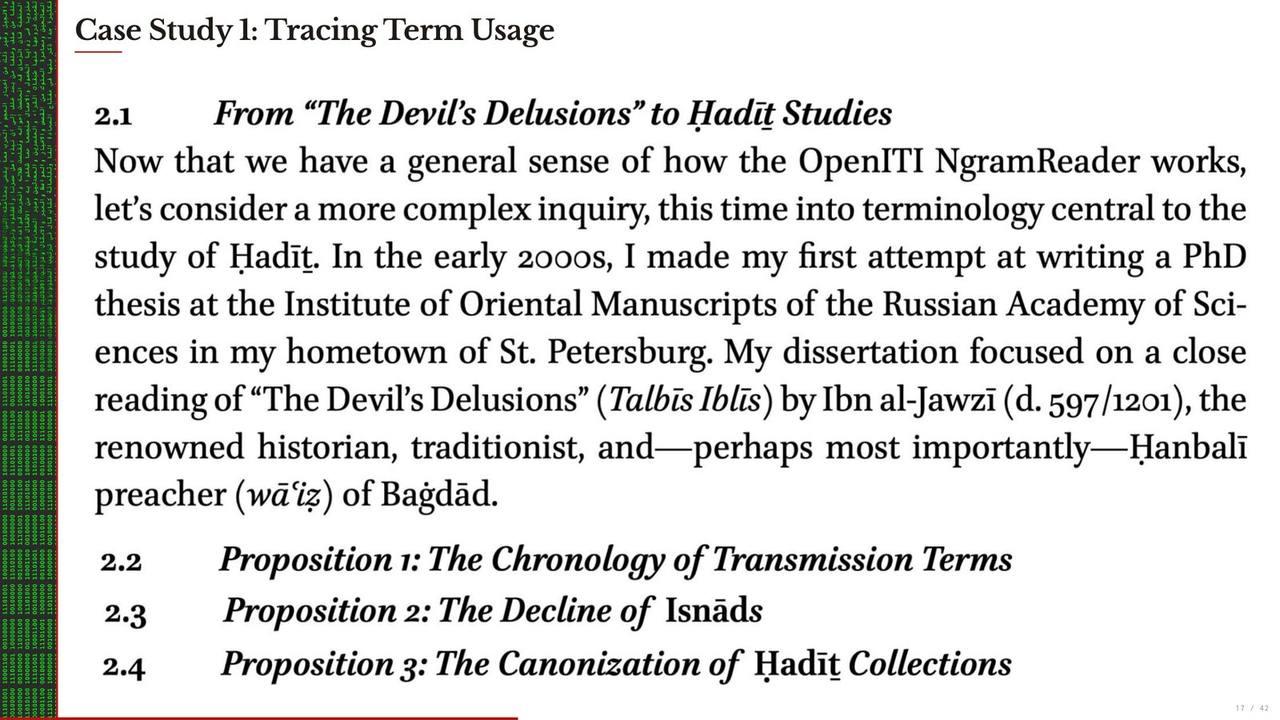 Case Study 1: Tracing Term Usage
2.1 From “The Devil’s Delusions” to Ḥadīṯ Studies
Now that we have a general sense of how the OpenITI NgramReader works,
let’s consider a more complex inquiry, this time into terminology central to the
study of Ḥadīṯ. In the early 2000s, I made my first attempt at writing a PhD
thesis at the Institute of Oriental Manuscripts of the Russian Academy of Sci-
ences in my hometown of St. Petersburg. My dissertation focused on a close
reading of “The Devil’s Delusions” (Talbīs Iblīs) by Ibn al-Jawzī (d. 597/1201), the
renowned historian, traditionist, and—perhaps most importantly—Ḥanbalī
preacher (wāʿiẓ) of Baġdād.
2.2 Proposition 1: The Chronology of Transmission Terms
2.3 Proposition 2: The Decline of Isnāds
2.4 Proposition 3: The Canonization of Ḥadīṯ Collections
17 / 42